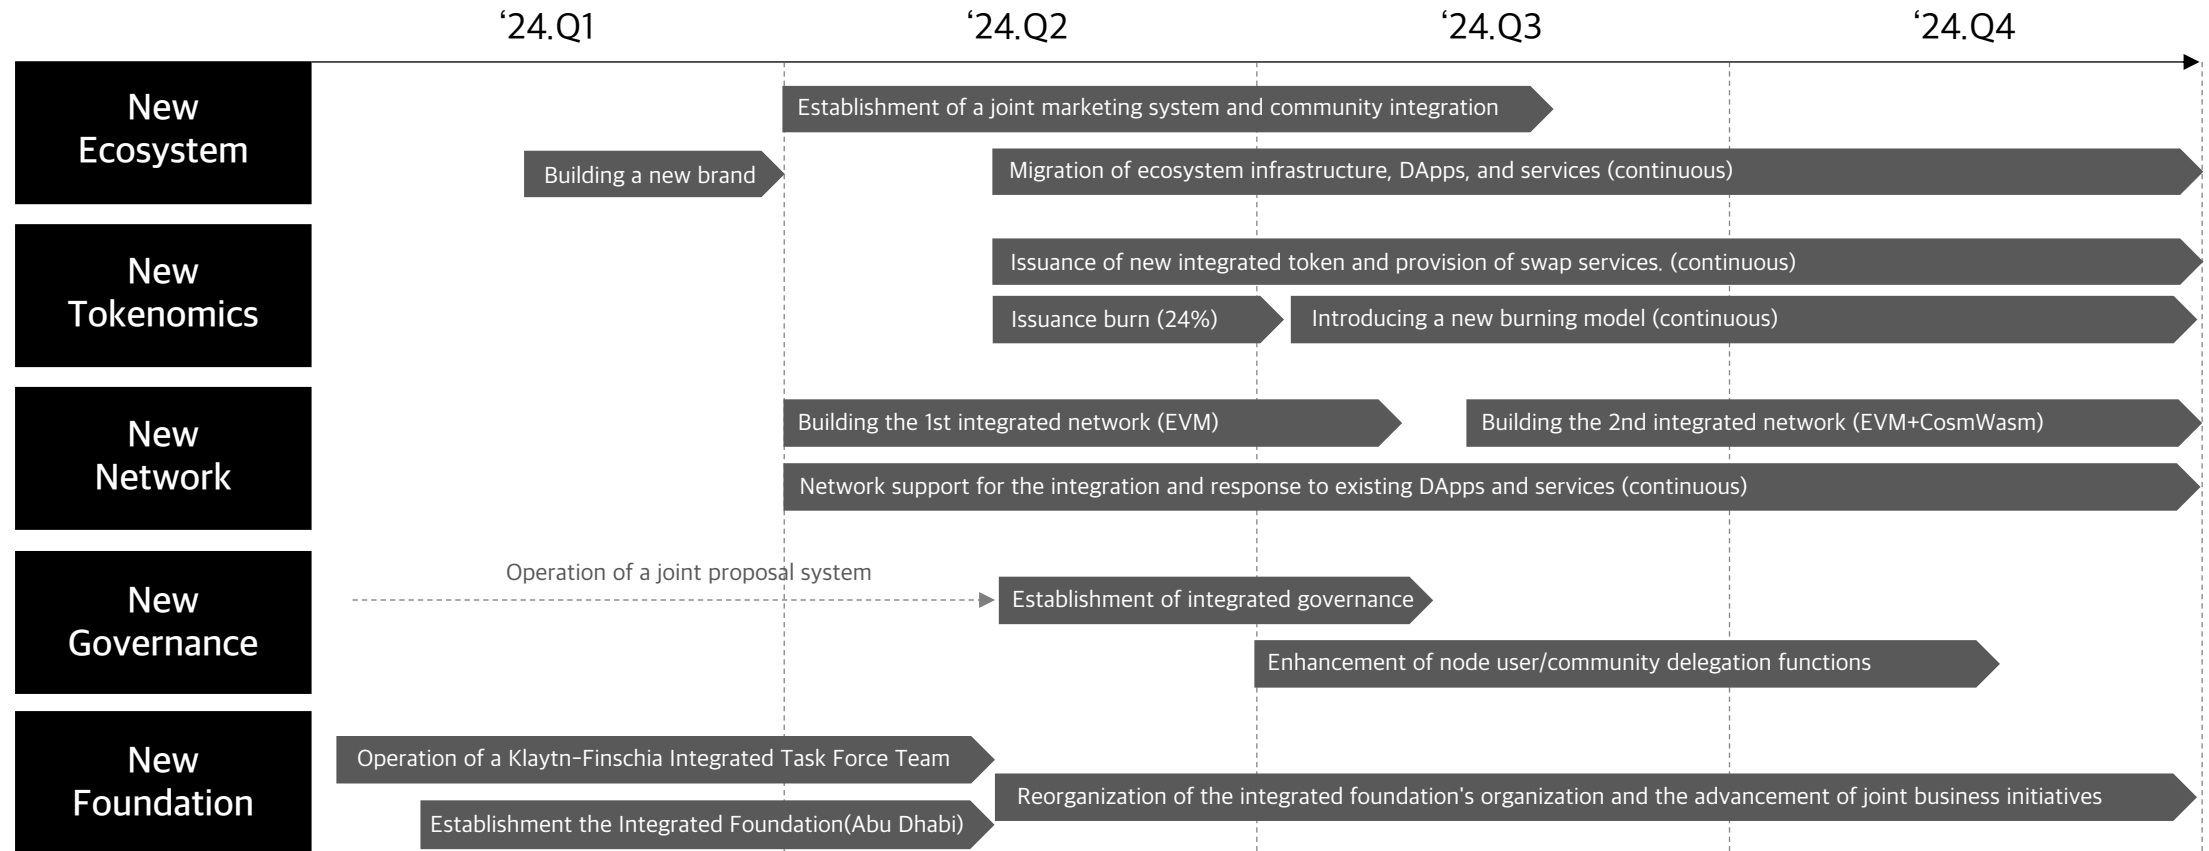 ‘24.Q1
‘24.Q2
‘24.Q3
‘24.Q4
New
Ecosystem
Establishment of a joint marketing system and community integration
Building a new brand
Migration of ecosystem infrastructure, DApps, and services (continuous)
New
Tokenomics
Issuance of new integrated token and provision of swap services. (continuous)
Issuance burn (24%)
Introducing a new burning model (continuous)
New
Network
Building the 1st integrated network (EVM)
Building the 2nd integrated network (EVM+CosmWasm)
Network support for the integration and response to existing DApps and services (continuous)
New
Governance
Operation of a joint proposal system
Establishment of integrated governance
Enhancement of node user/community delegation functions
New
Foundation
Operation of a Klaytn-Finschia Integrated Task Force Team
Reorganization of the integrated foundation's organization and the advancement of joint business initiatives
Establishment the Integrated Foundation(Abu Dhabi)